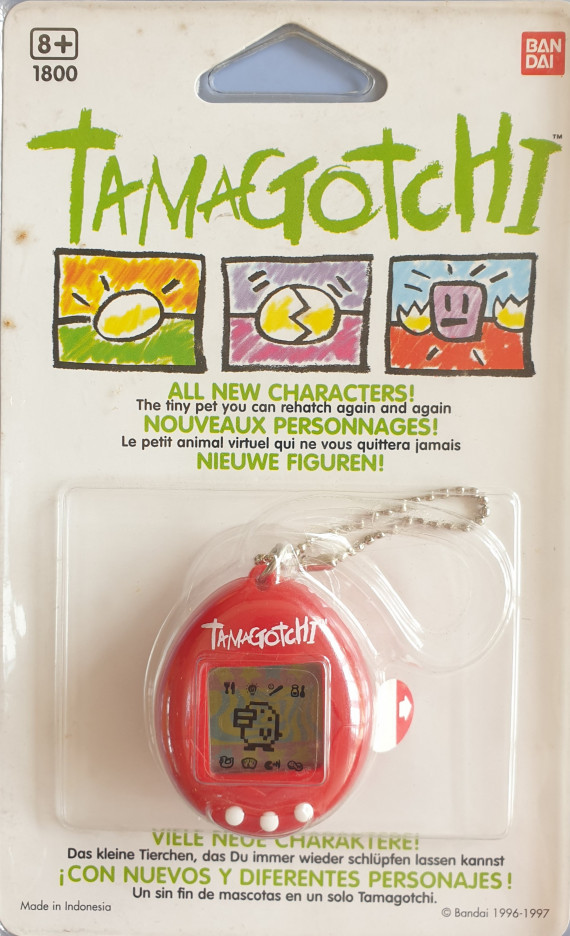 8+
1800
BAN
DAI
TAMAGOTCHI™
ALL NEW CHARACTERS!
The tiny pet you can rehatch again and again
NOUVEAUX PERSONNAGES!
Le petit animal virtuel qui ne vous quittera jamais
NIEUWE FIGUREN!
TAMAGOTCHI
VIELE NEUE CHARAKTERE!
Das kleine Tierchen, das Du immer wieder schlüpfen lassen kannst
¡CON NUEVOS Y DIFERENTES PERSONAJES!
Un sin fin de mascotas en un solo Tamagotchi.
Made in Indonesia
© Bandai 1996-1997